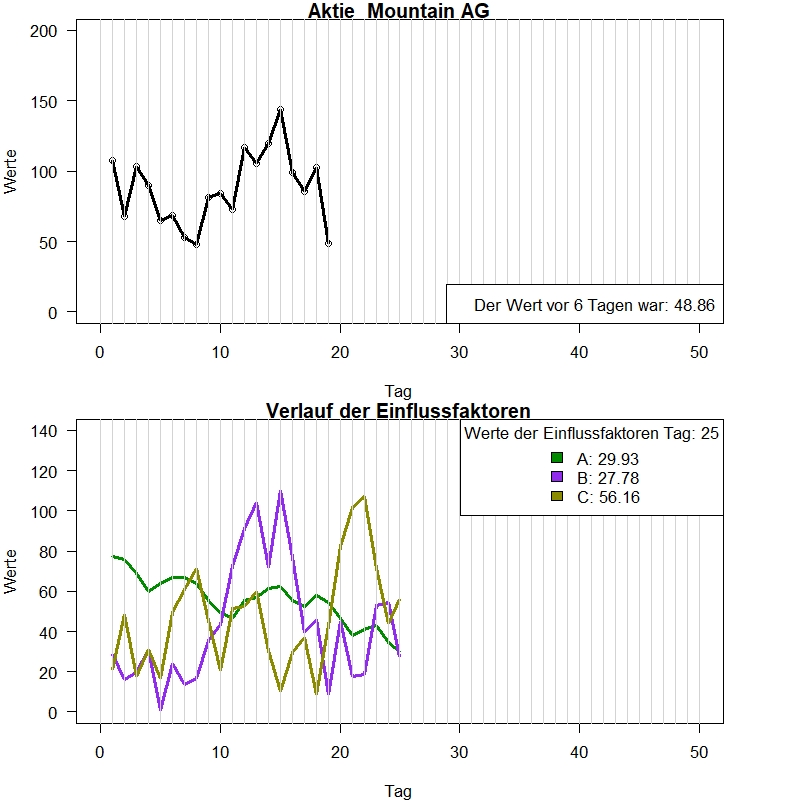 Aktie  Mountain AG
Werte
200
150
100
50
0
Der Wert vor 6 Tagen war: 48.86
0 10 20 30 40 50
Tag
Verlauf der Einflussfaktoren
Werte
140
120
100
80
60
40
20
0
Werte der Einflussfaktoren Tag: 25
A: 29.93
B: 27.78
C: 56.16
0 10 20 30 40 50
Tag